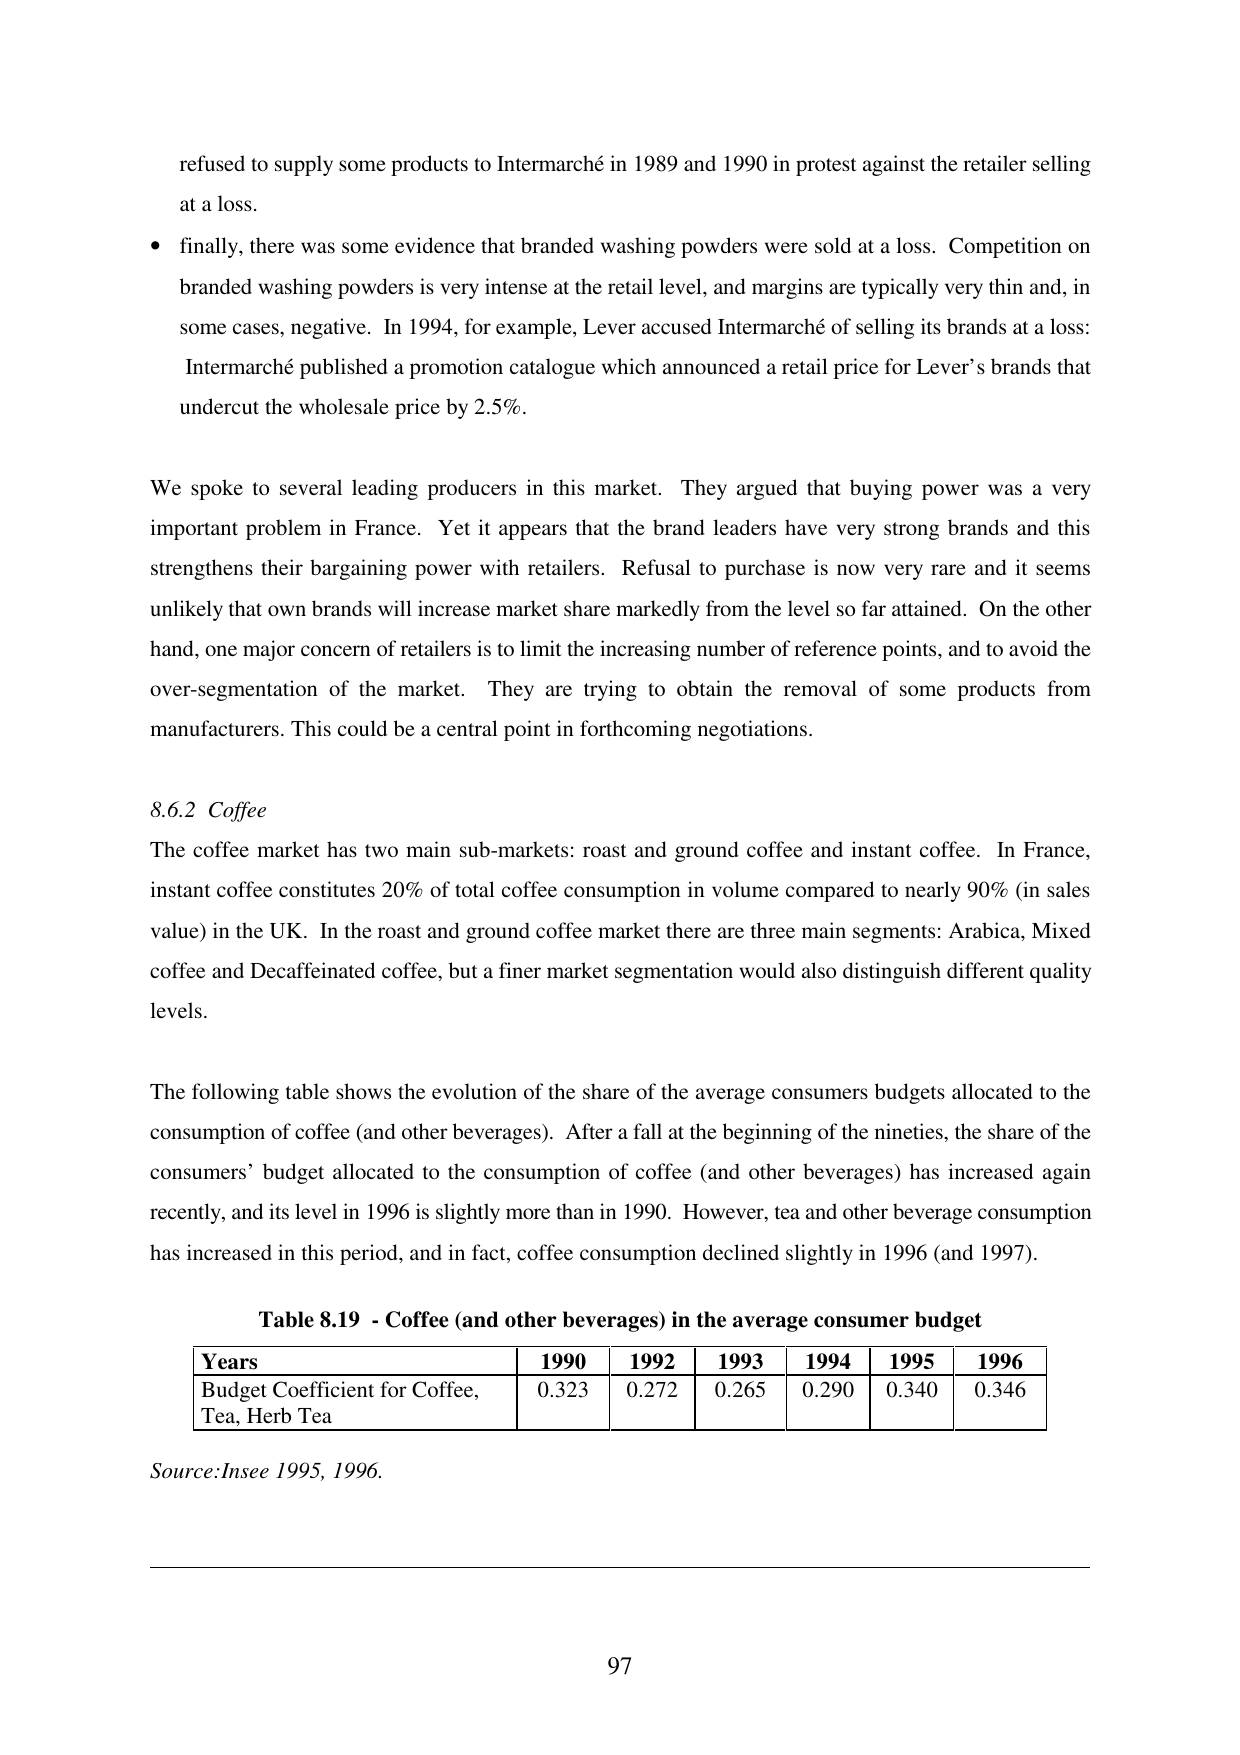 refused to supply some products to Intermarché in 1989 and 1990 in protest against the retailer selling
at a loss.
• finally, there was some evidence that branded washing powders were sold at a loss. Competition on
branded washing powders is very intense at the retail level, and margins are typically very thin and, in
some cases, negative. In 1994, for example, Lever accused Intermarché of selling its brands at a loss:
Intermarché published a promotion catalogue which announced a retail price for Lever’s brands that
undercut the wholesale price by 2.5%.
We spoke to several leading producers in this market. They argued that buying power was a very
important problem in France. Yet it appears that the brand leaders have very strong brands and this
strengthens their bargaining power with retailers. Refusal to purchase is now very rare and it seems
unlikely that own brands will increase market share markedly from the level so far attained. On the other
hand, one major concern of retailers is to limit the increasing number of reference points, and to avoid the
over-segmentation of the market. They are trying to obtain the removal of some products from
manufacturers. This could be a central point in forthcoming negotiations.
8.6.2 Coffee
The coffee market has two main sub-markets: roast and ground coffee and instant coffee. In France,
instant coffee constitutes 20% of total coffee consumption in volume compared to nearly 90% (in sales
value) in the UK. In the roast and ground coffee market there are three main segments: Arabica, Mixed
coffee and Decaffeinated coffee, but a finer market segmentation would also distinguish different quality
levels.
The following table shows the evolution of the share of the average consumers budgets allocated to the
consumption of coffee (and other beverages). After a fall at the beginning of the nineties, the share of the
consumers’ budget allocated to the consumption of coffee (and other beverages) has increased again
recently, and its level in 1996 is slightly more than in 1990. However, tea and other beverage consumption
has increased in this period, and in fact, coffee consumption declined slightly in 1996 (and 1997).
Table 8.19 - Coffee (and other beverages) in the average consumer budget
Years 1990 1992 1993 1994 1995 1996
Budget Coefficient for Coffee, 0.323 0.272 0.265 0.290 0.340 0.346
Tea, Herb Tea
Source:Insee 1995, 1996.
97